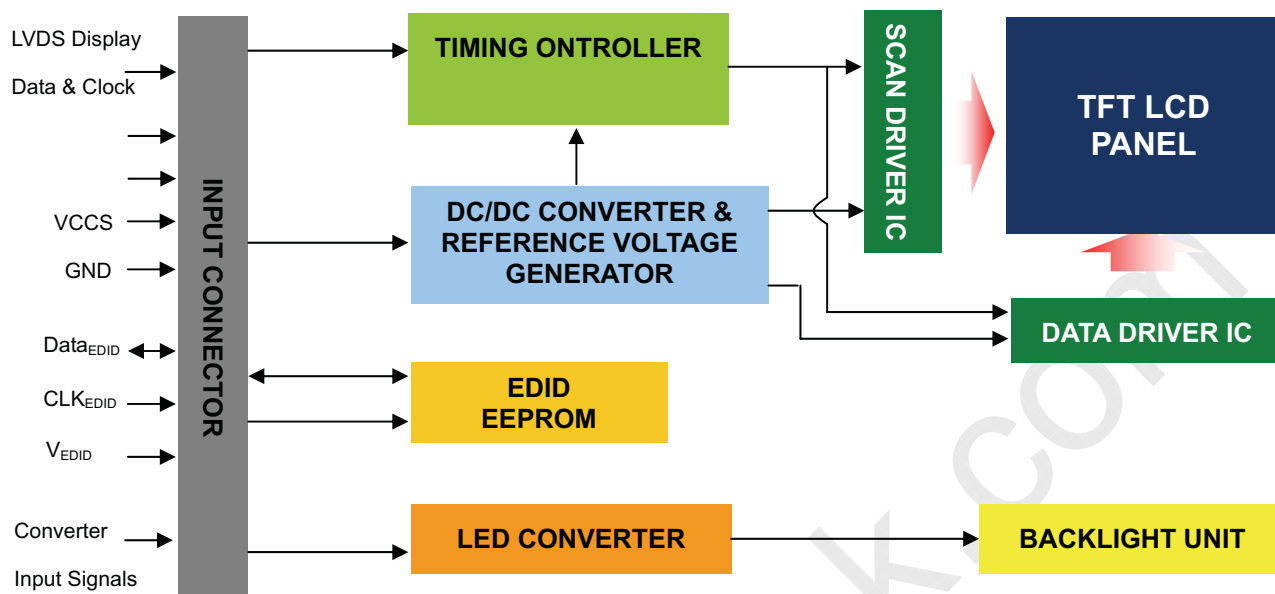 LVDS Display
Data & Clock
VCCS
GND
DataEDID
CLKEDID
VEDID
Converter
Input Signals
INPUT CONNECTOR
TIMING ONTROLLER
DC/DC CONVERTER &
REFERENCE VOLTAGE
GENERATOR
EDID
EEPROM
LED CONVERTER
SCAN DRIVER IC
TFT LCD
PANEL
DATA DRIVER IC
BACKLIGHT UNIT
k.com